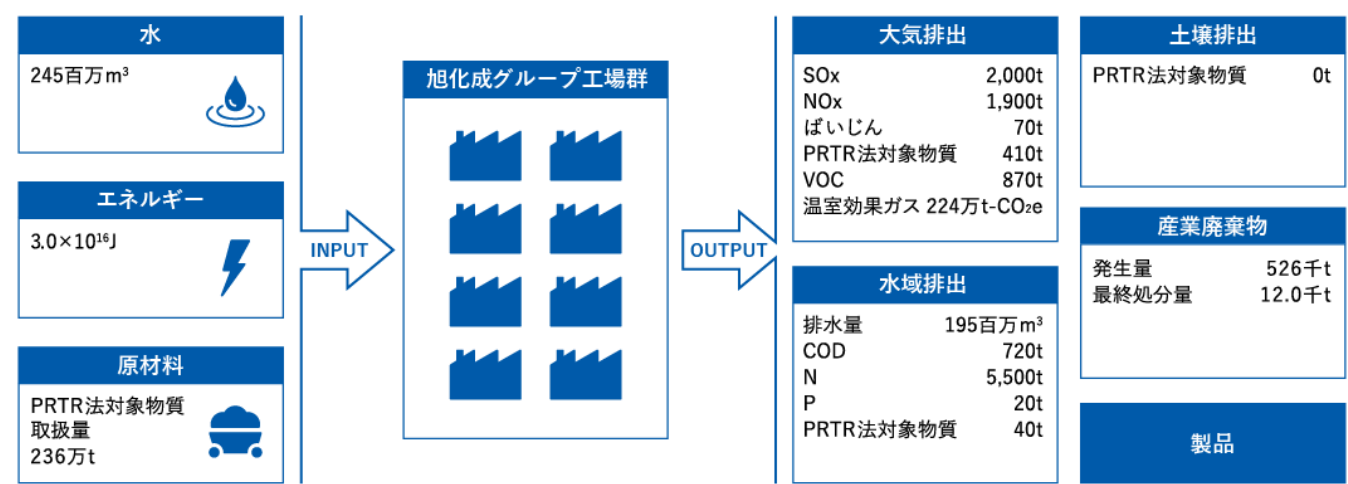 水
245百万m³
エネルギー
3.0×10¹⁶J
原材料
PRTR法対象物質
取扱量
236万t
INPUT
旭化成グループ工場群
OUTPUT
大気排出
SOx 2,000t
NOx 1,900t
ばいじん 70t
PRTR法対象物質 410t
VOC 870t
温室効果ガス 224万t-CO₂e
水域排出
排水量 195百万m³
COD 720t
N 5,500t
P 20t
PRTR法対象物質 40t
土壌排出
PRTR法対象物質 0t
産業廃棄物
発生量 526千t
最終処分量 12.0千t
製品